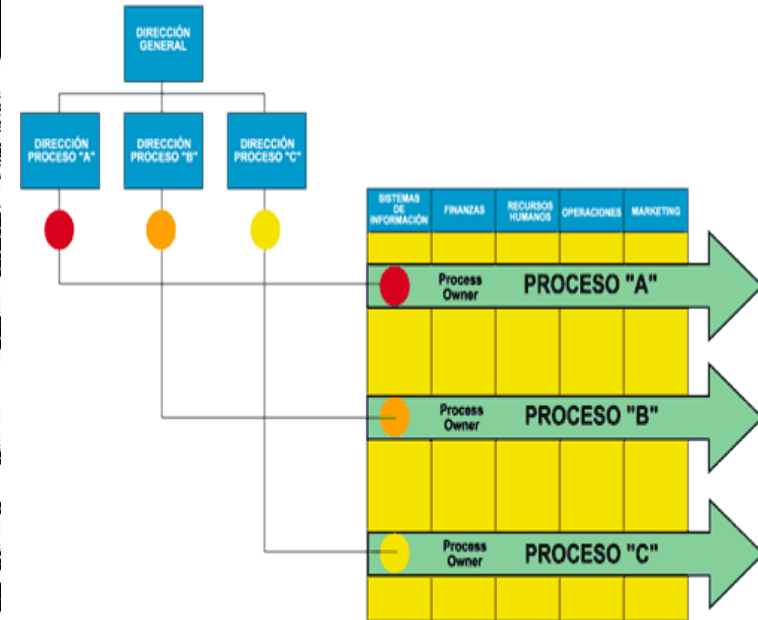 DIRECCIÓN
GENERAL
DIRECCIÓN
PROCESO "A"
DIRECCIÓN
PROCESO "B"
DIRECCIÓN
PROCESO "C"
SISTEMAS
DE
INFORMACIÓN
FINANZAS
RECURSOS
HUMANOS
OPERACIONES
MARKETING
Process
Owner
PROCESO "A"
Process
Owner
PROCESO "B"
Process
Owner
PROCESO "C"